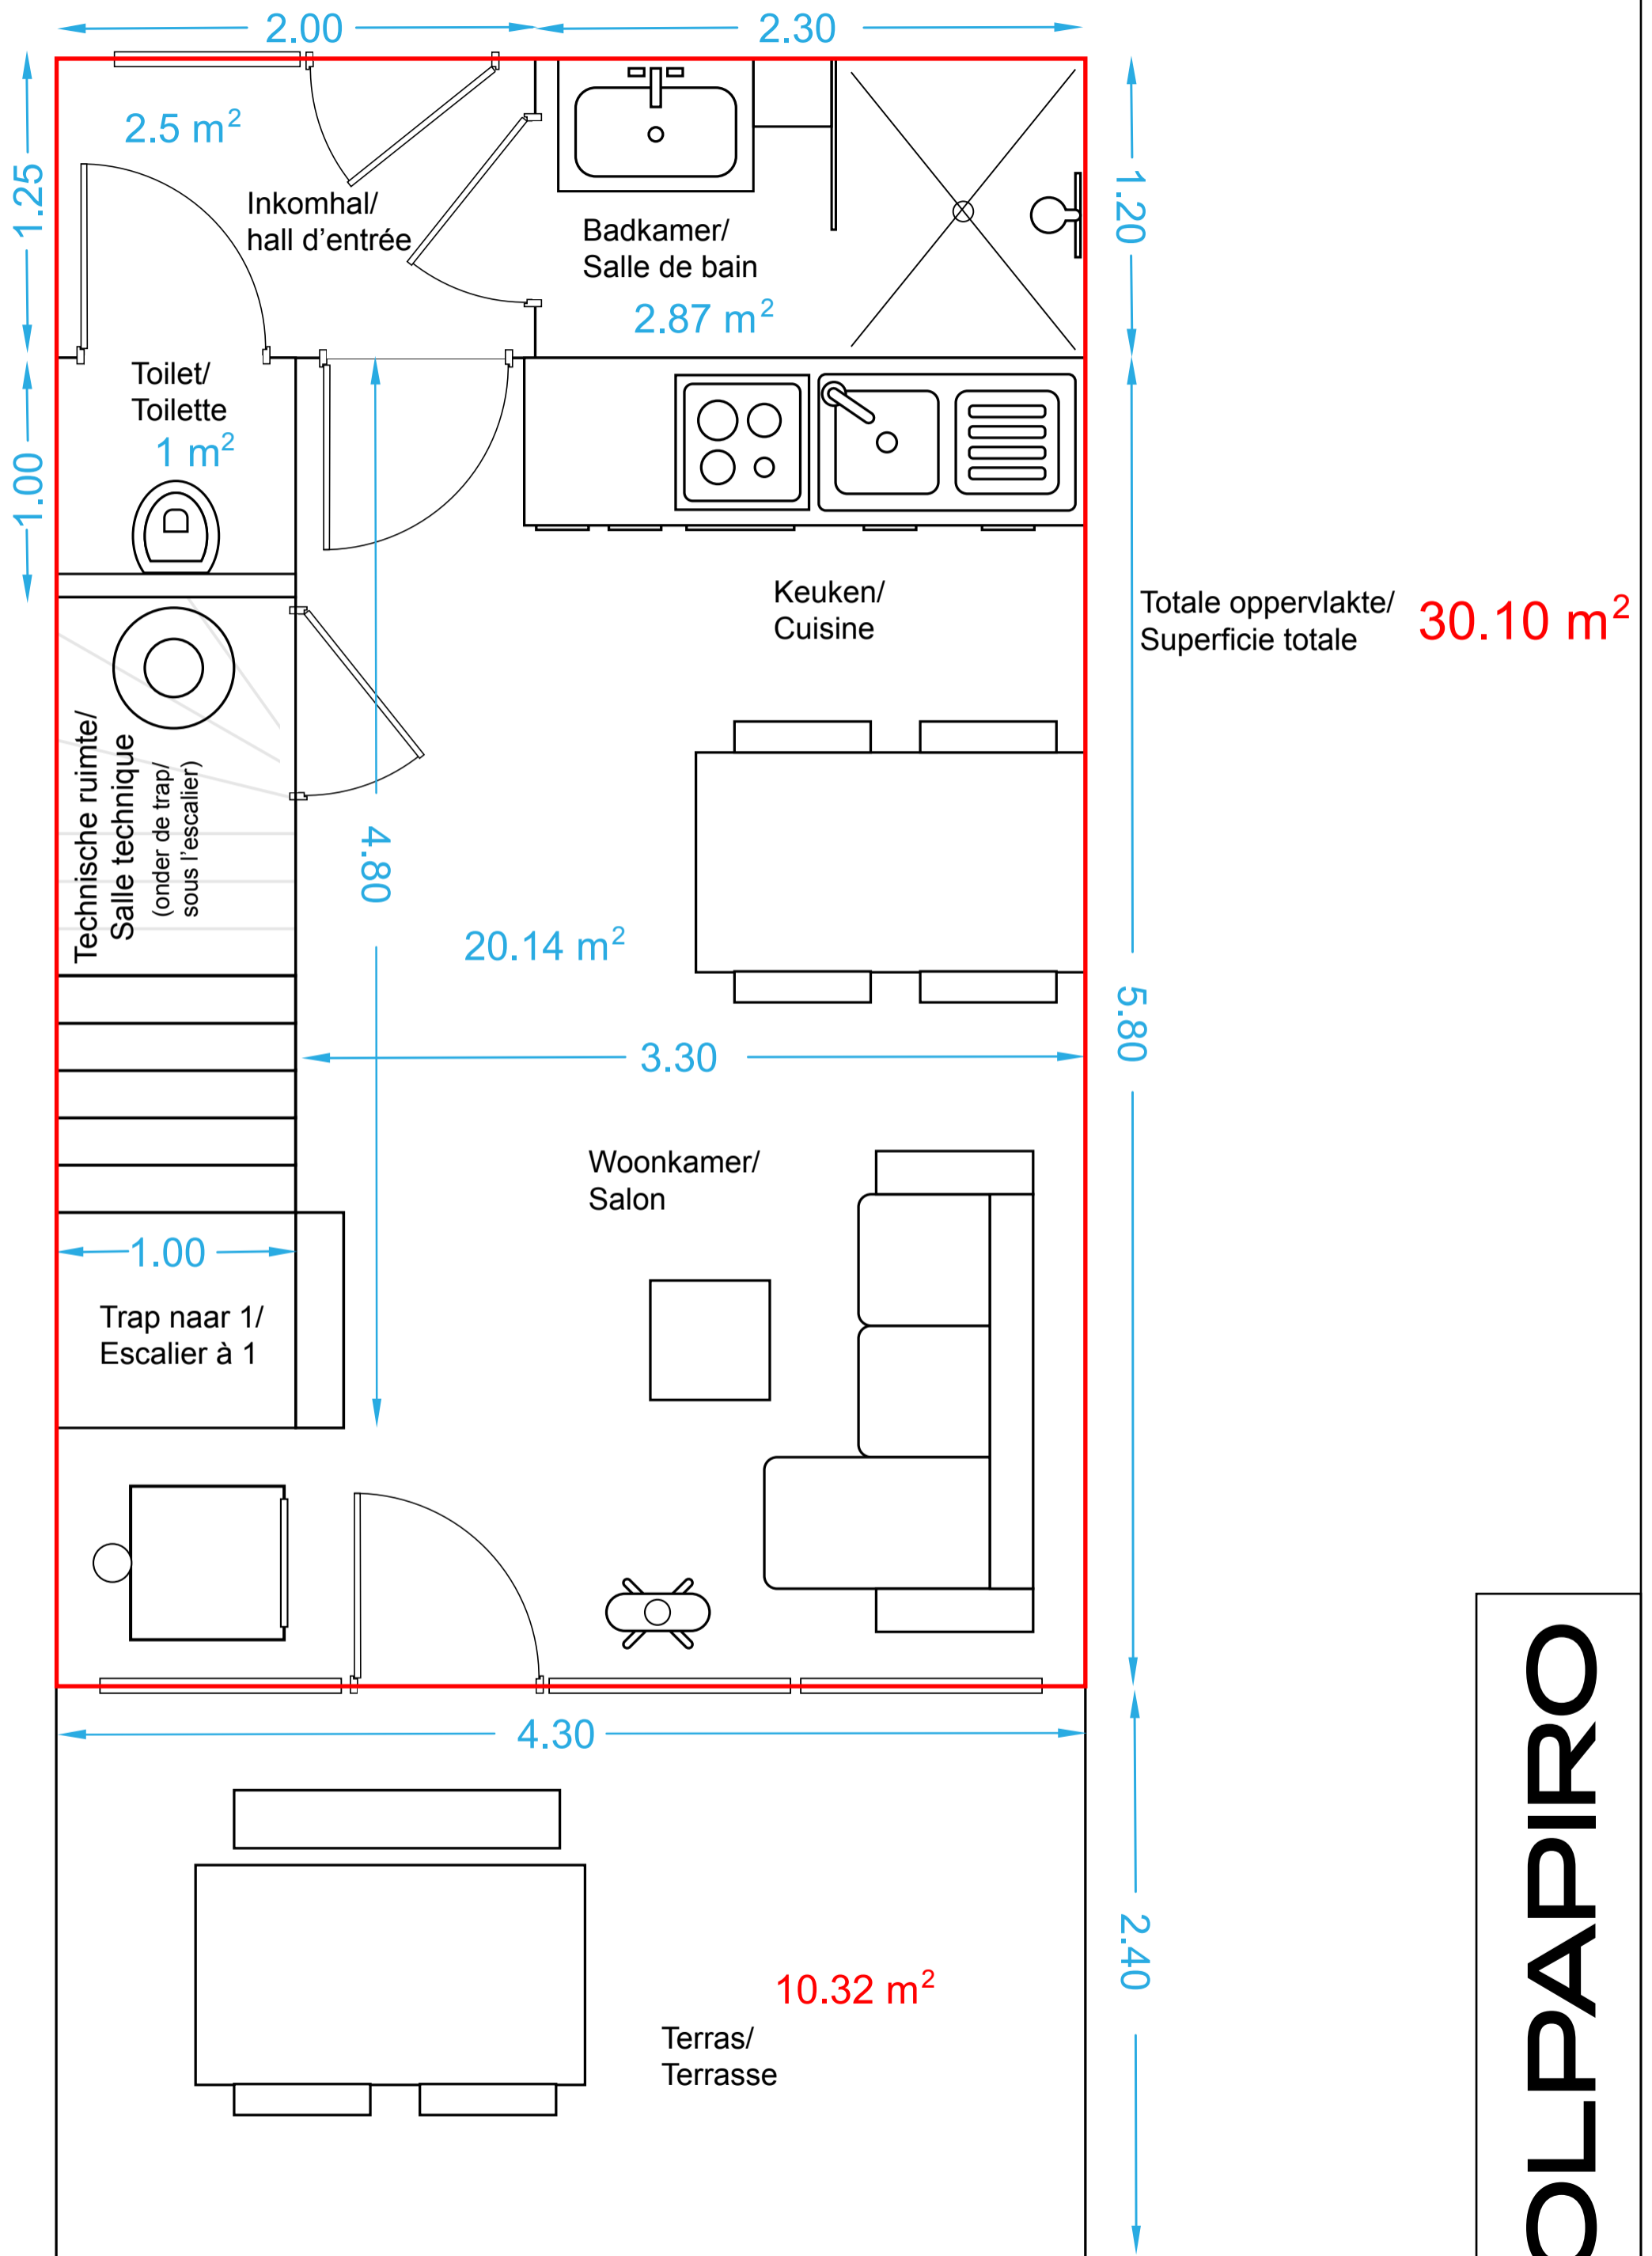 2.00
2.30
2.5 m²
1.25
Inkomhal/
hall d'entrée
Badkamer/
Salle de bain
2.87 m²
1.20
Toilet/
Toilette
1 m²
1.00
Keuken/
Cuisine
Totale oppervlakte/
Superficie totale
30.10 m²
Technische ruimte/
Salle technique
(onder de trap/
sous l'escalier)
4.80
20.14 m²
5.80
3.30
Woonkamer/
Salon
1.00
Trap naar 1/
Escalier à 1
4.30
2.40
10.32 m²
Terras/
Terrasse
OLPAPIRO